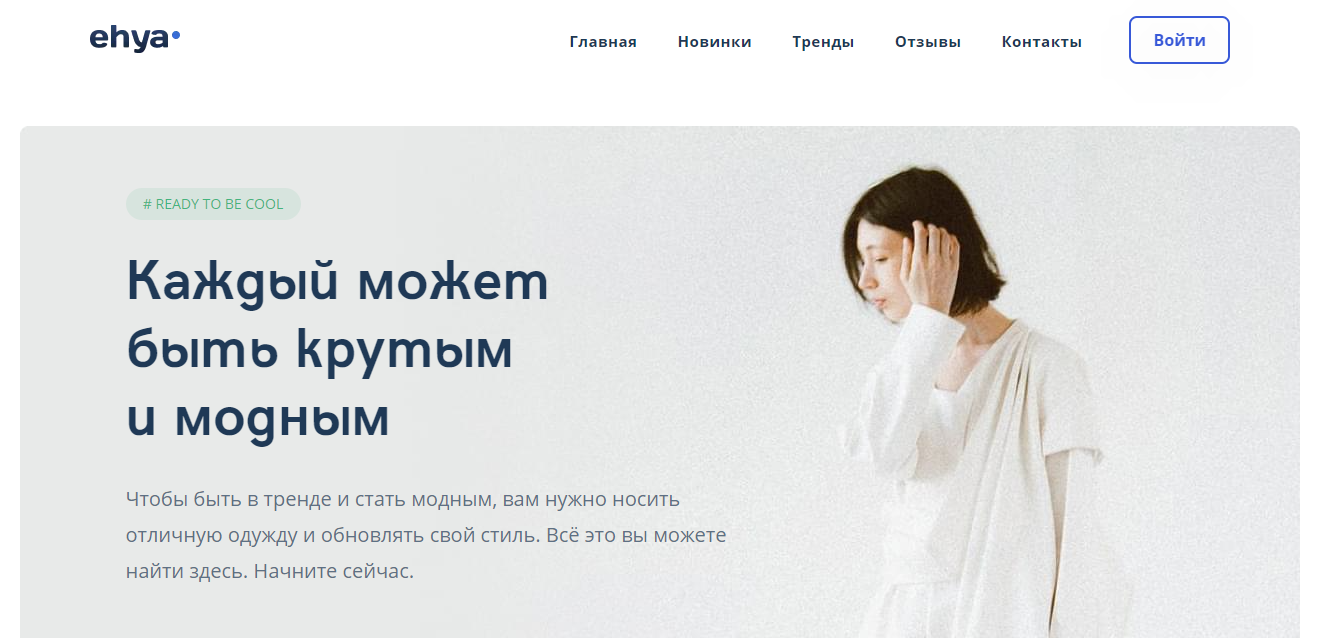 ehya
Главная Новинки Тренды Отзывы Контакты Войти
# READY TO BE COOL
Каждый может
быть крутым
и модным
Чтобы быть в тренде и стать модным, вам нужно носить
отличную одужду и обновлять свой стиль. Всё это вы можете
найти здесь. Начните сейчас.